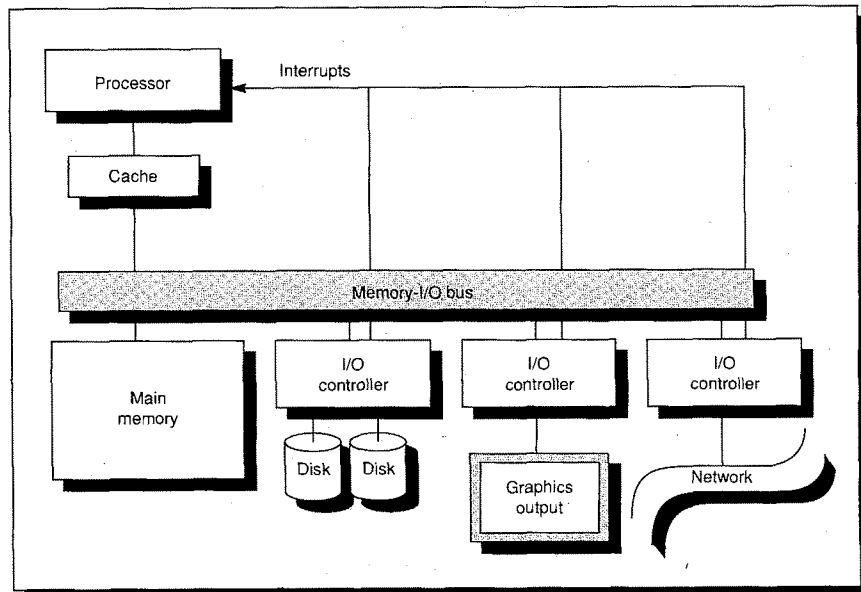 Processor
Interrupts
Cache
Memory-I/O bus
Main
memory
I/O
controller
I/O
controller
I/O
controller
Disk
Disk
Graphics
output
Network